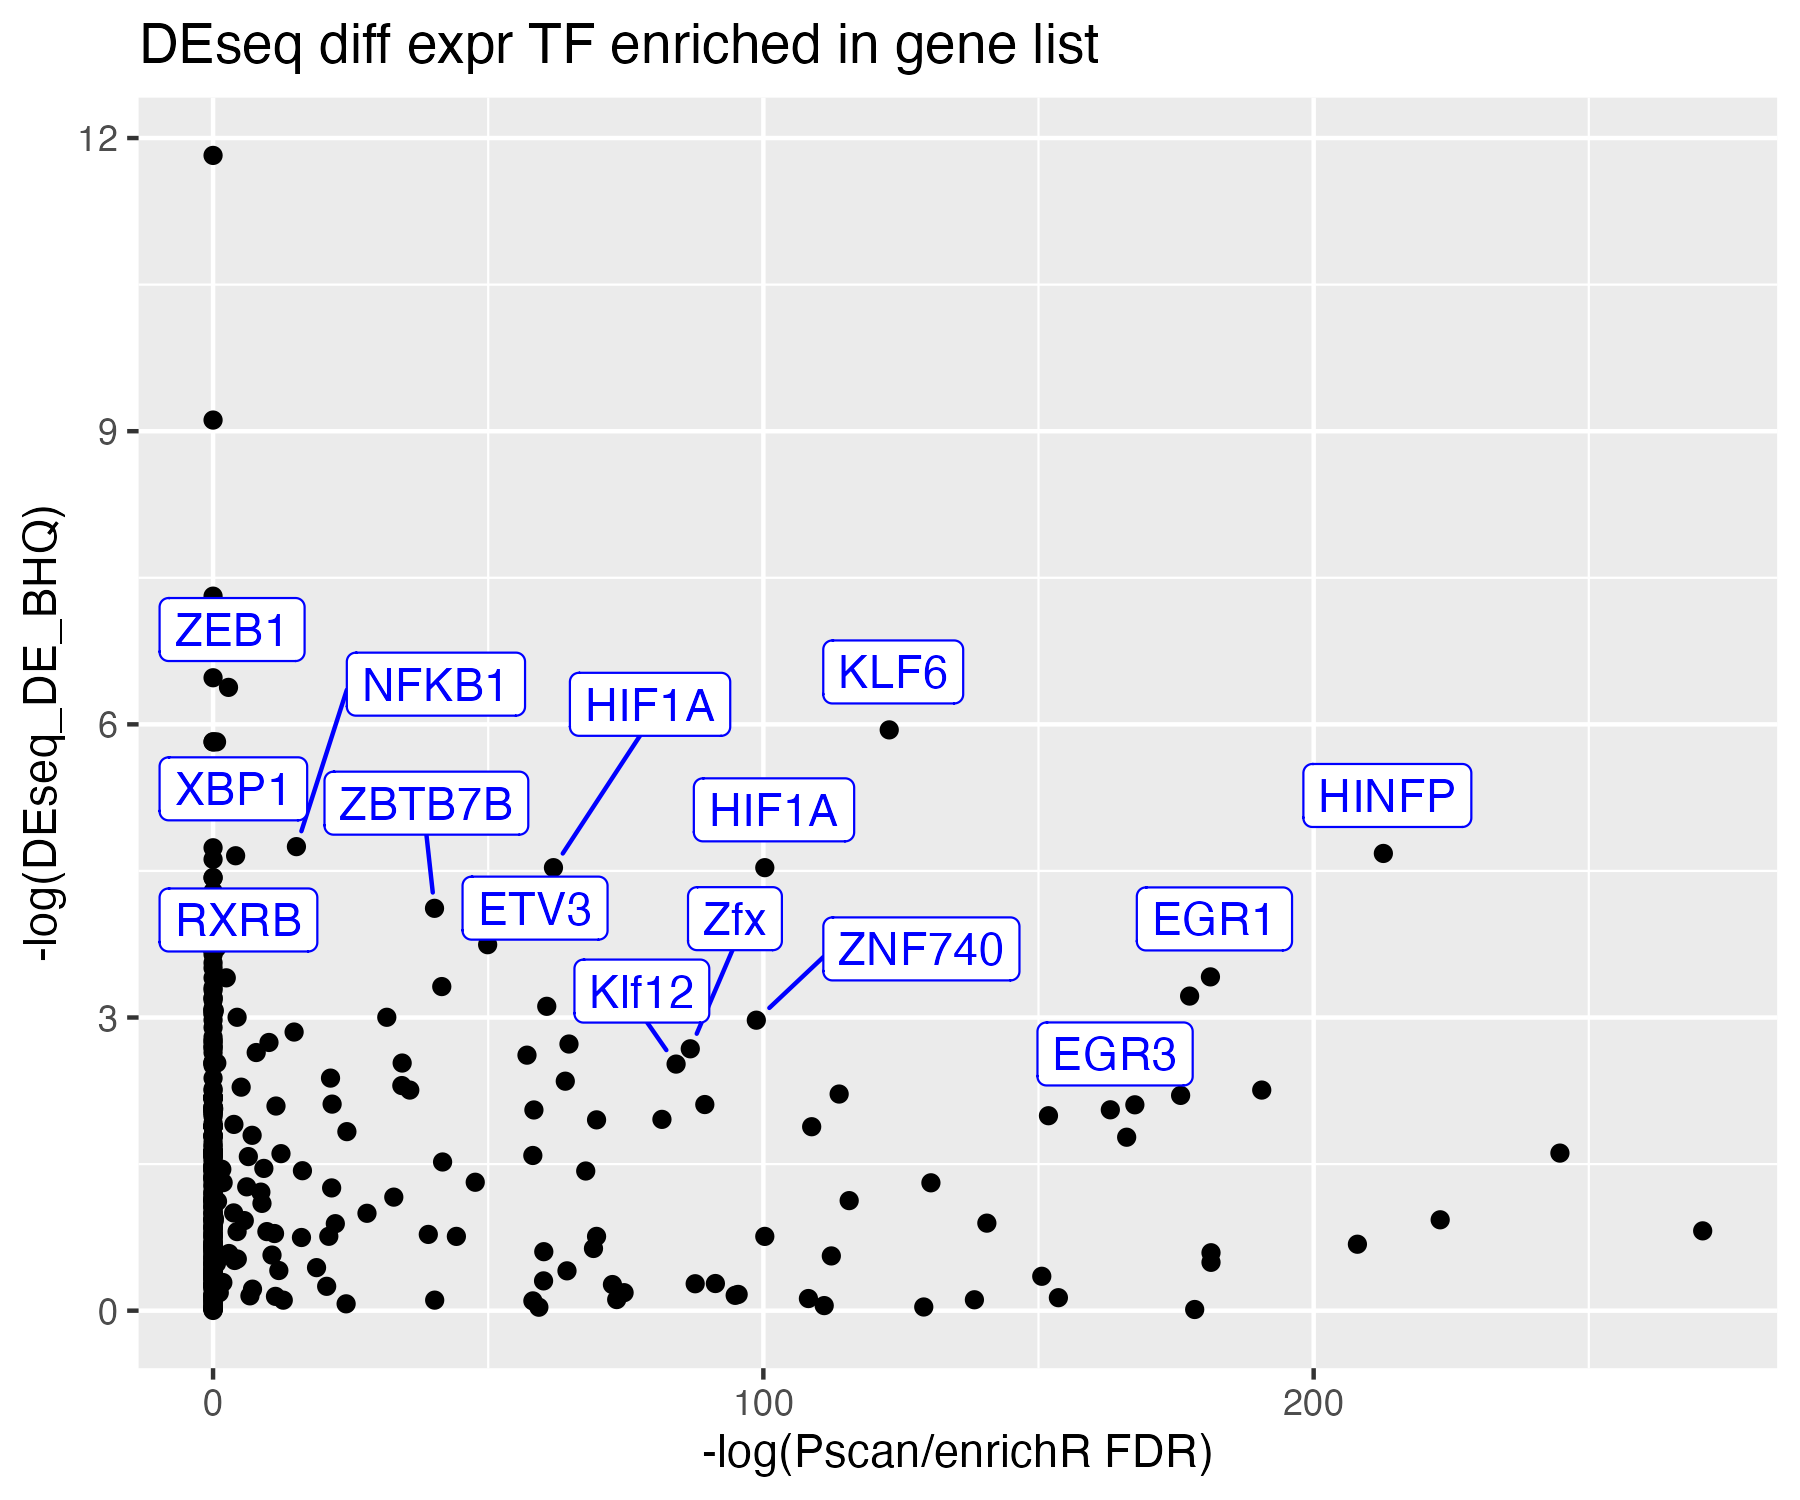 DEseq diff expr TF enriched in gene list
12
9
6
3
0
-log(DEseq_DE_BHQ)
ZEB1
NFKB1
HIF1A
KLF6
XBP1
ZBTB7B
HIF1A
HINFP
RXRB
ETV3
Zfx
EGR1
ZNF740
Klf12
EGR3
0
100
200
-log(Pscan/enrichR FDR)